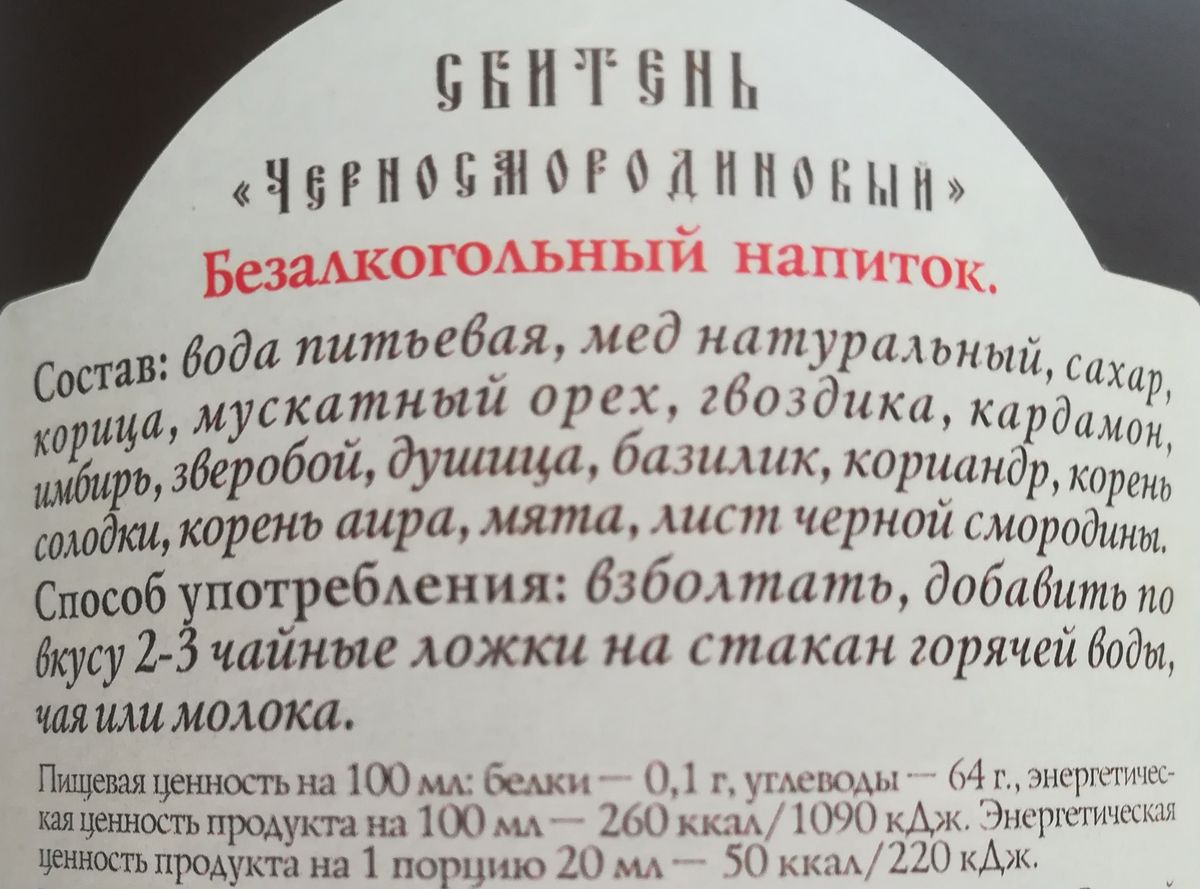 СБИТЕНЬ
«ЧЕРНОСМОРОДИНОВЫЙ»
Безалкогольный напиток.
Состав: вода питьевая, мед натуральный, сахар,
корица, мускатный орех, гвоздика, кардамон,
имбирь, зверобой, душица, базилик, кориандр, корень
солодки, корень аира, мята, лист черной смородины.
Способ употребления: взболтать, добавить по
вкусу 2-3 чайные ложки на стакан горячей воды,
чая или молока.
Пищевая ценность на 100 мл: белки — 0,1 г, углеводы — 64 г., энергетичес-
кая ценность продукта на 100 мл — 260 ккал/1090 кДж. Энергетическая
ценность продукта на 1 порцию 20 мл — 50 ккал/220 кДж.